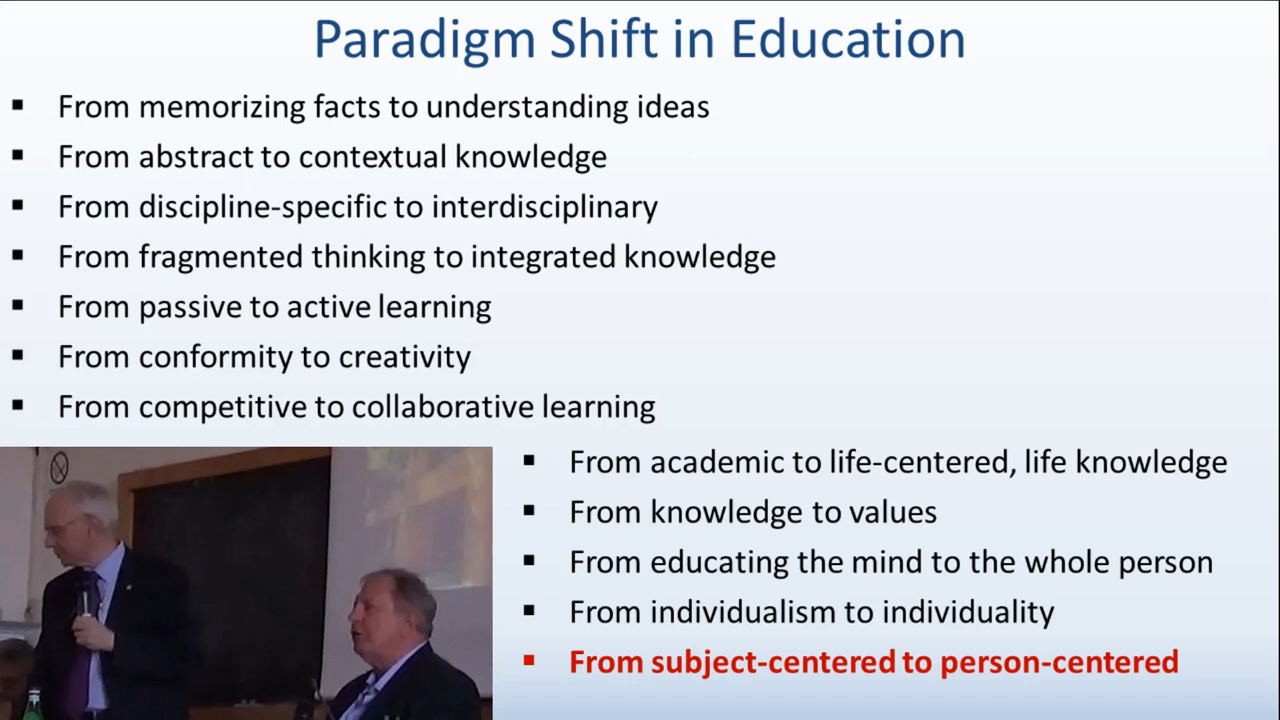 Paradigm Shift in Education
▪ From memorizing facts to understanding ideas
▪ From abstract to contextual knowledge
▪ From discipline-specific to interdisciplinary
▪ From fragmented thinking to integrated knowledge
▪ From passive to active learning
▪ From conformity to creativity
▪ From competitive to collaborative learning
▪ From academic to life-centered, life knowledge
▪ From knowledge to values
▪ From educating the mind to the whole person
▪ From individualism to individuality
▪ From subject-centered to person-centered